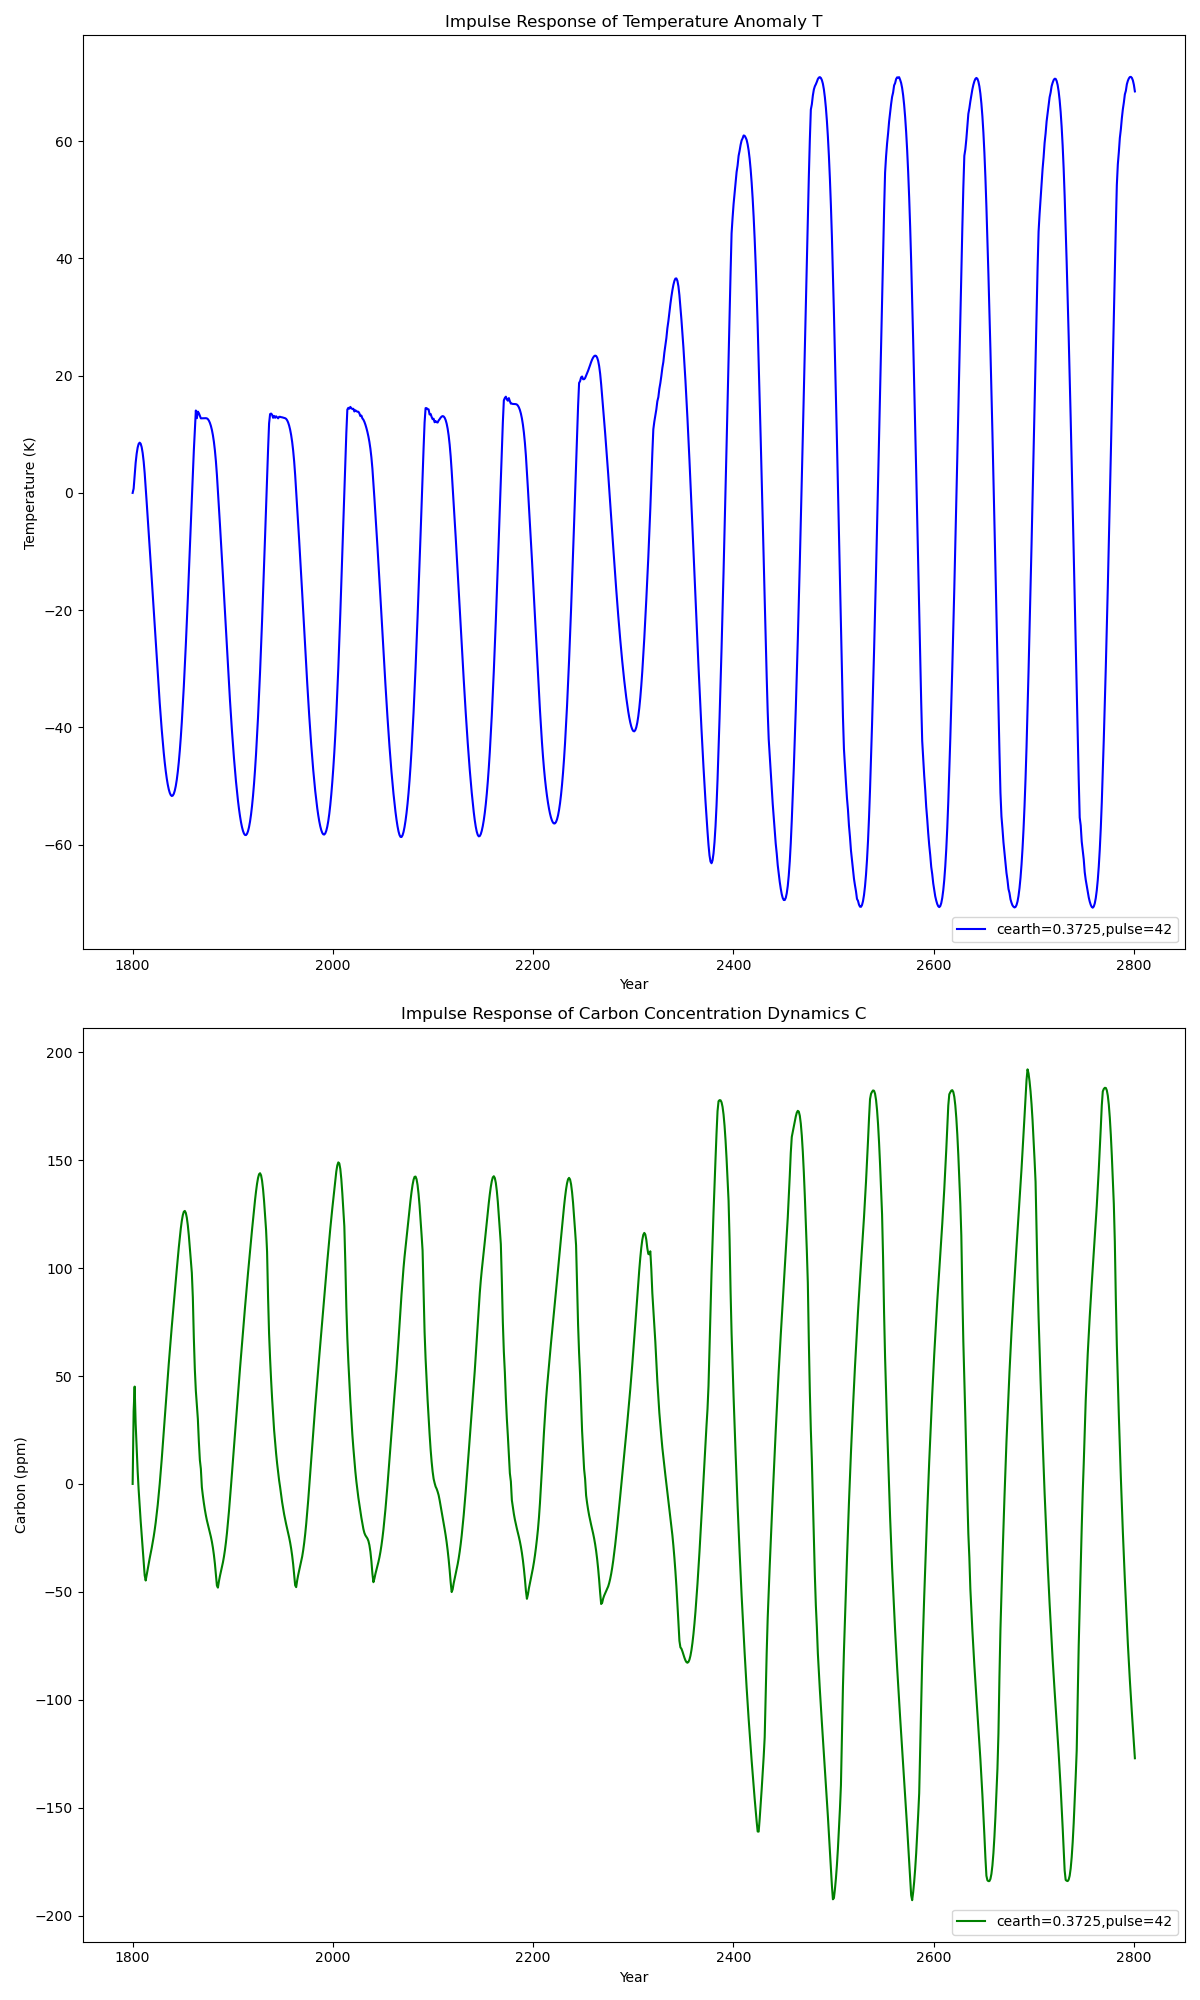 Impulse Response of Temperature Anomaly T
Temperature (K)
60
40
20
0
−20
−40
−60
1800 2000 2200 2400 2600 2800
Year
cearth=0.3725,pulse=42
Impulse Response of Carbon Concentration Dynamics C
Carbon (ppm)
200
150
100
50
0
−50
−100
−150
−200
1800 2000 2200 2400 2600 2800
Year
cearth=0.3725,pulse=42